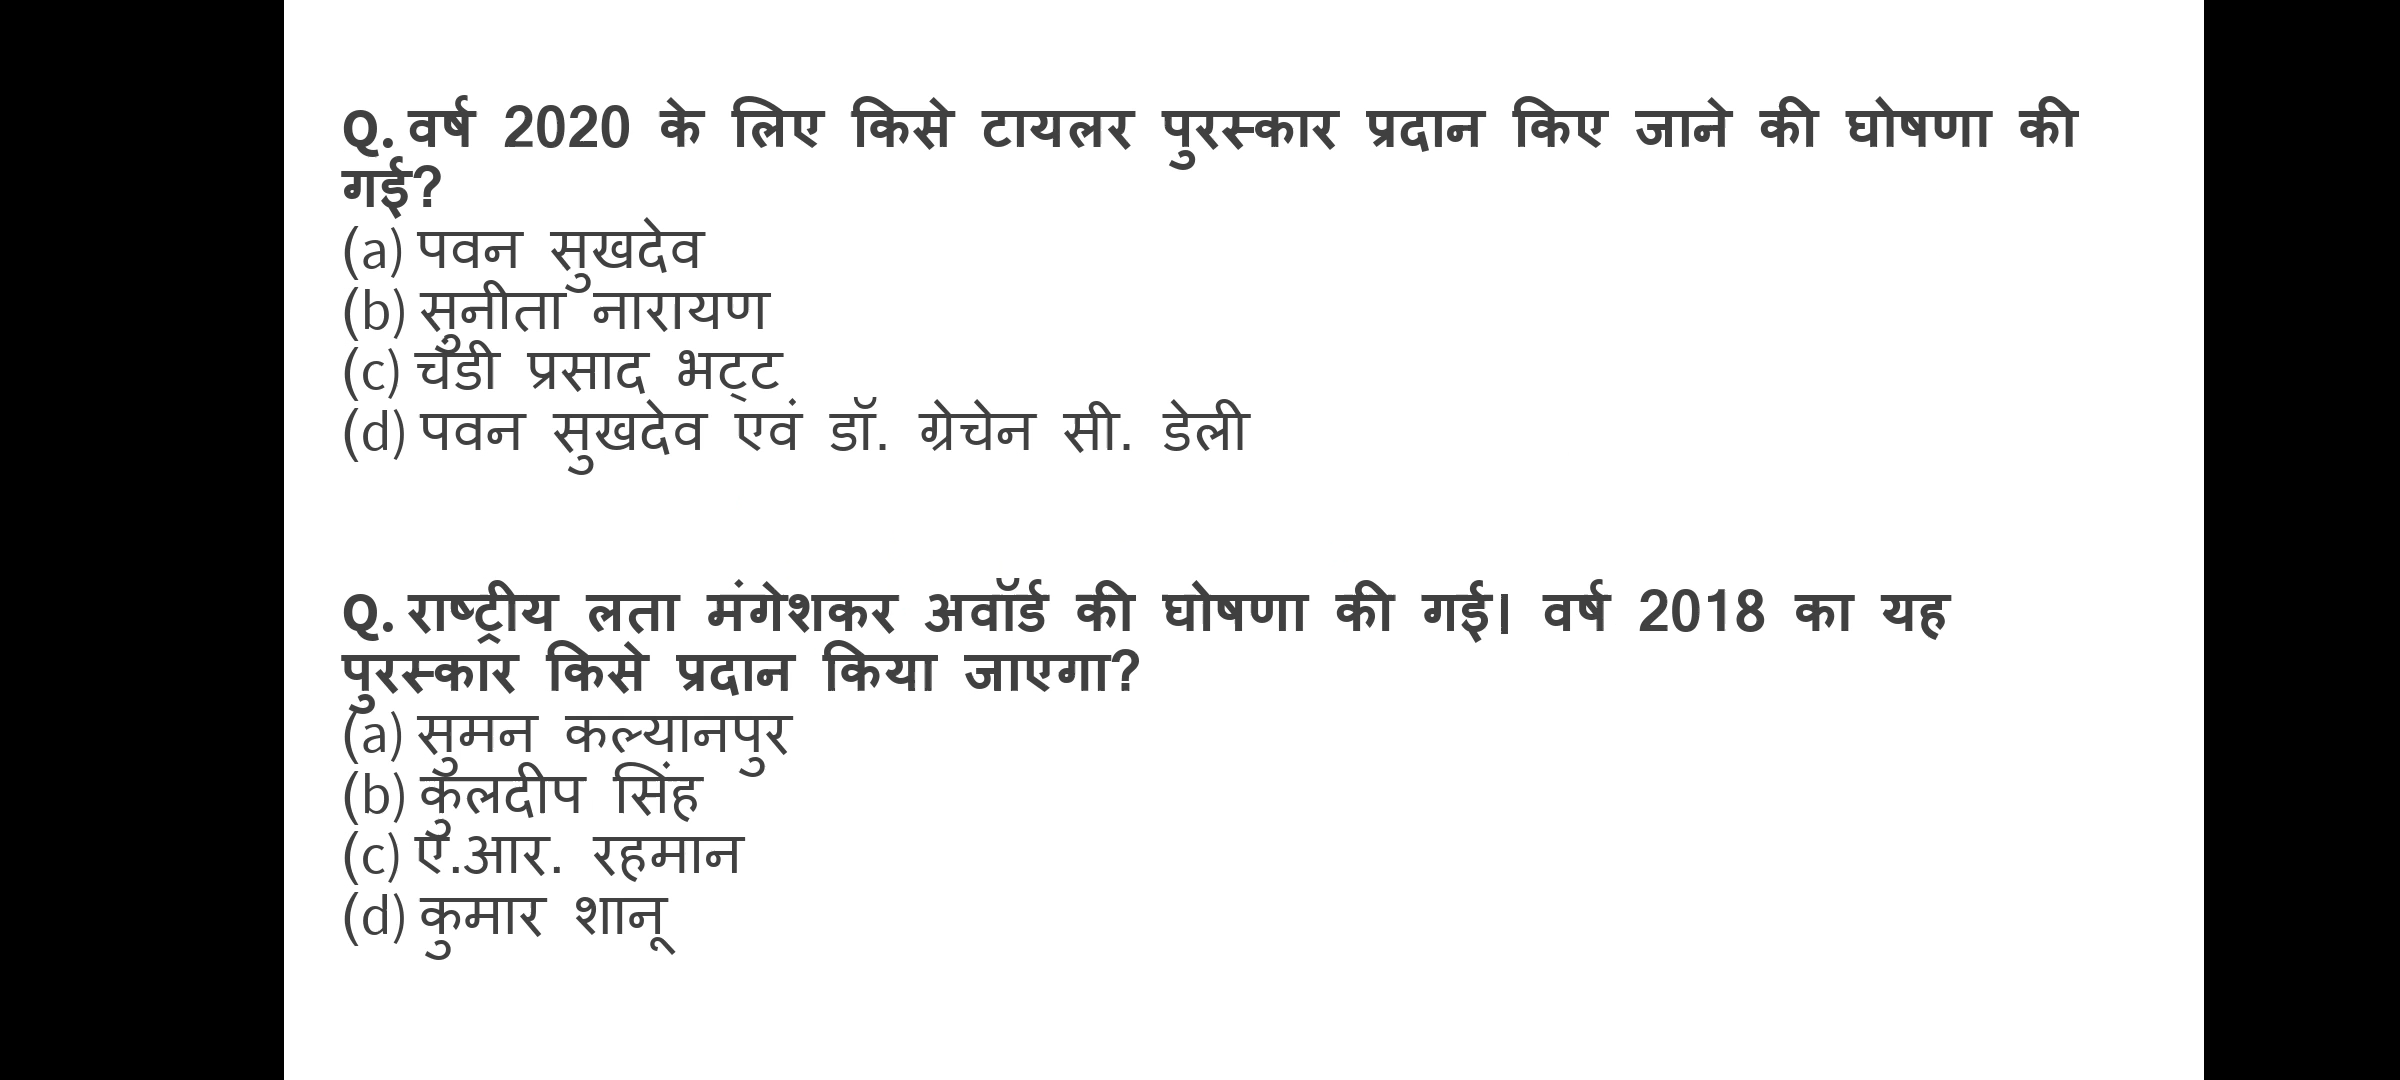 Q. वर्ष 2020 के लिए किसे टायलर पुरस्कार प्रदान किए जाने की घोषणा की
गई?
(a) पवन सुखदेव
(b) सुनीता नारायण
(c) चंडी प्रसाद भट्ट
(d) पवन सुखदेव एवं डॉ. ग्रेचेन सी. डेली
Q. राष्ट्रीय लता मंगेशकर अवॉर्ड की घोषणा की गई। वर्ष 2018 का यह
पुरस्कार किसे प्रदान किया जाएगा?
(a) सुमन कल्यानपुर
(b) कुलदीप सिंह
(c) ए.आर. रहमान
(d) कुमार शानू